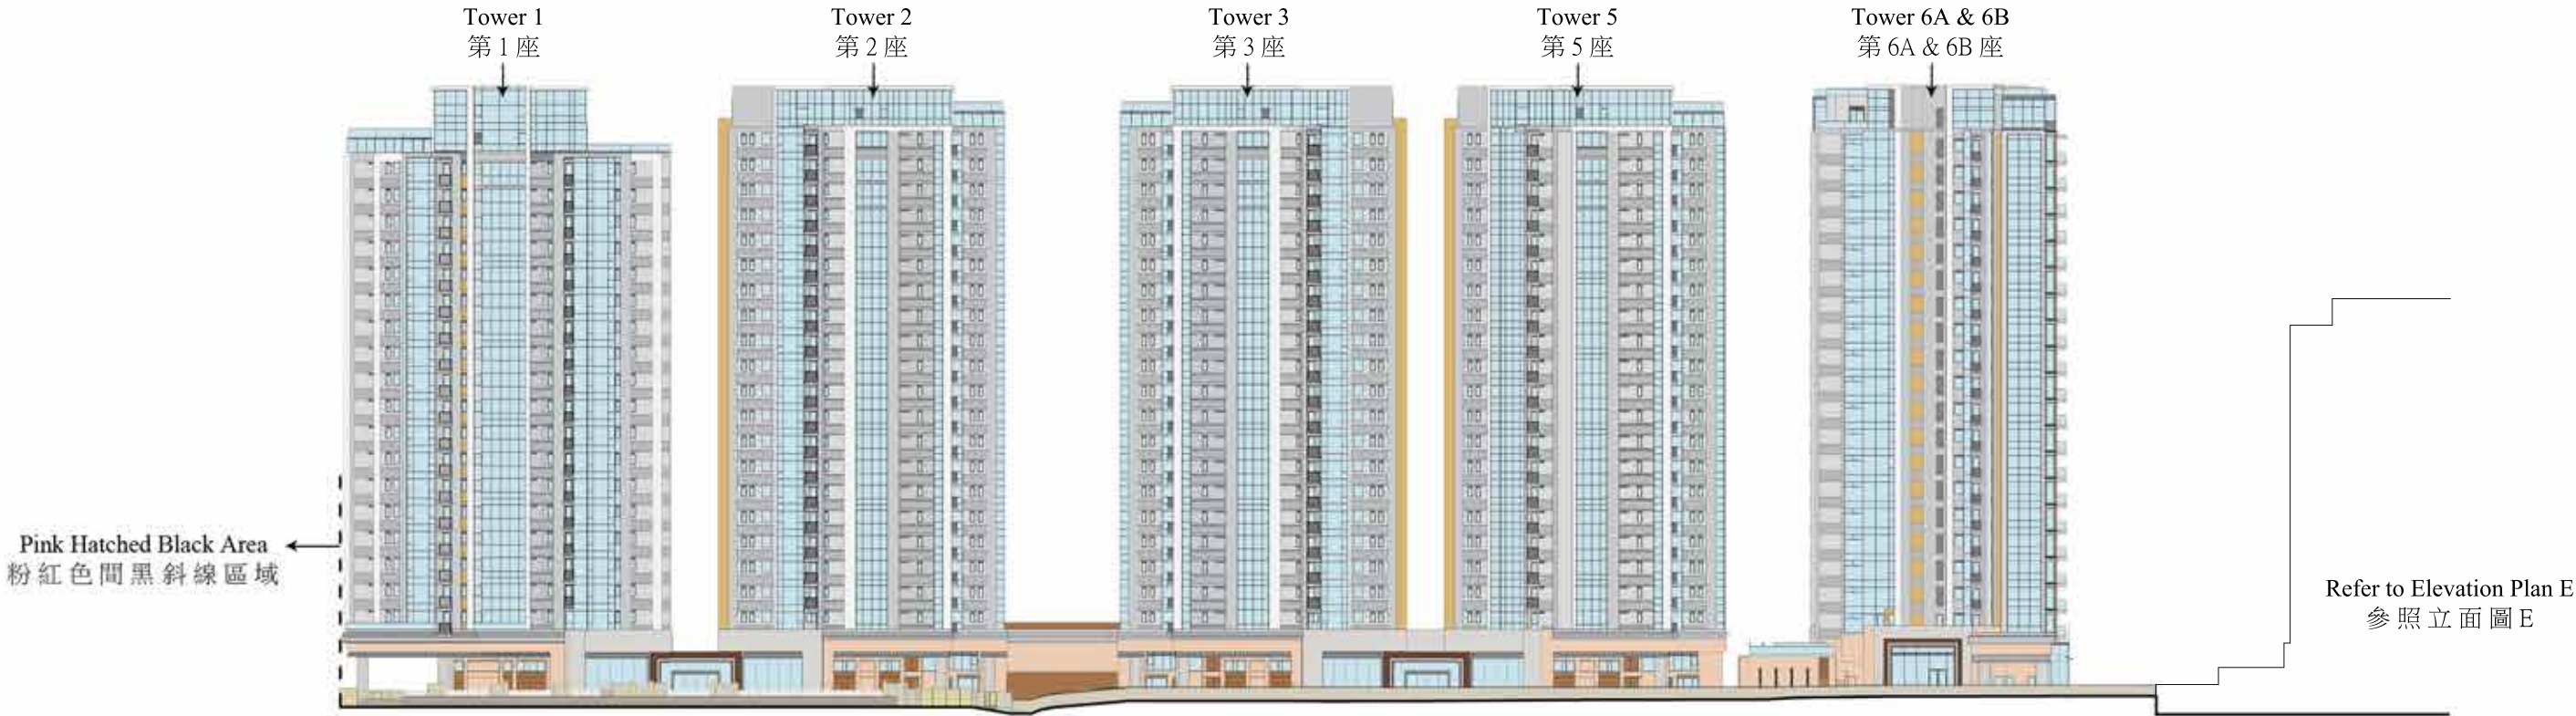 Tower 1
第 1 座
Tower 2
第 2 座
Tower 3
第 3 座
Tower 5
第 5 座
Tower 6A & 6B
第 6A & 6B 座
Pink Hatched Black Area
粉紅色間黑斜線區域
Refer to Elevation Plan E
參照立面圖 E